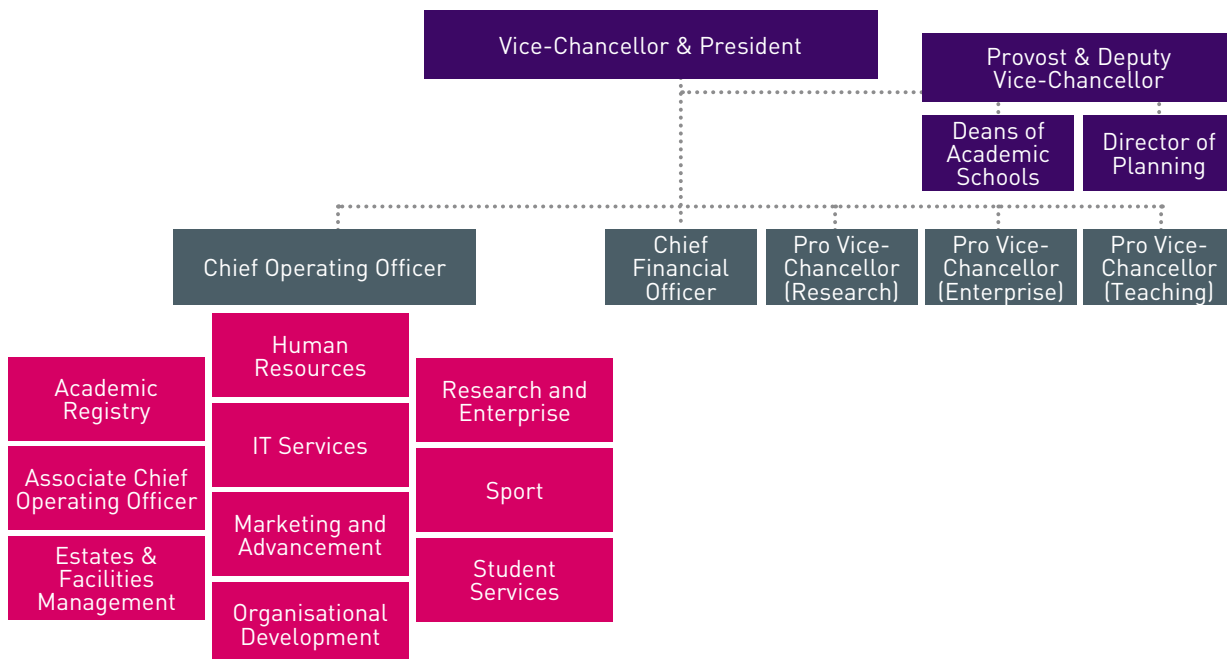 Vice-Chancellor & President
Provost & Deputy
Vice-Chancellor
Deans of
Academic
Schools
Director of
Planning
Chief Operating Officer
Chief
Financial
Officer
Pro Vice-
Chancellor
(Research)
Pro Vice-
Chancellor
(Enterprise)
Pro Vice-
Chancellor
(Teaching)
Academic
Registry
Associate Chief
Operating Officer
Estates &
Facilities
Management
Human
Resources
IT Services
Marketing and
Advancement
Organisational
Development
Research and
Enterprise
Sport
Student
Services